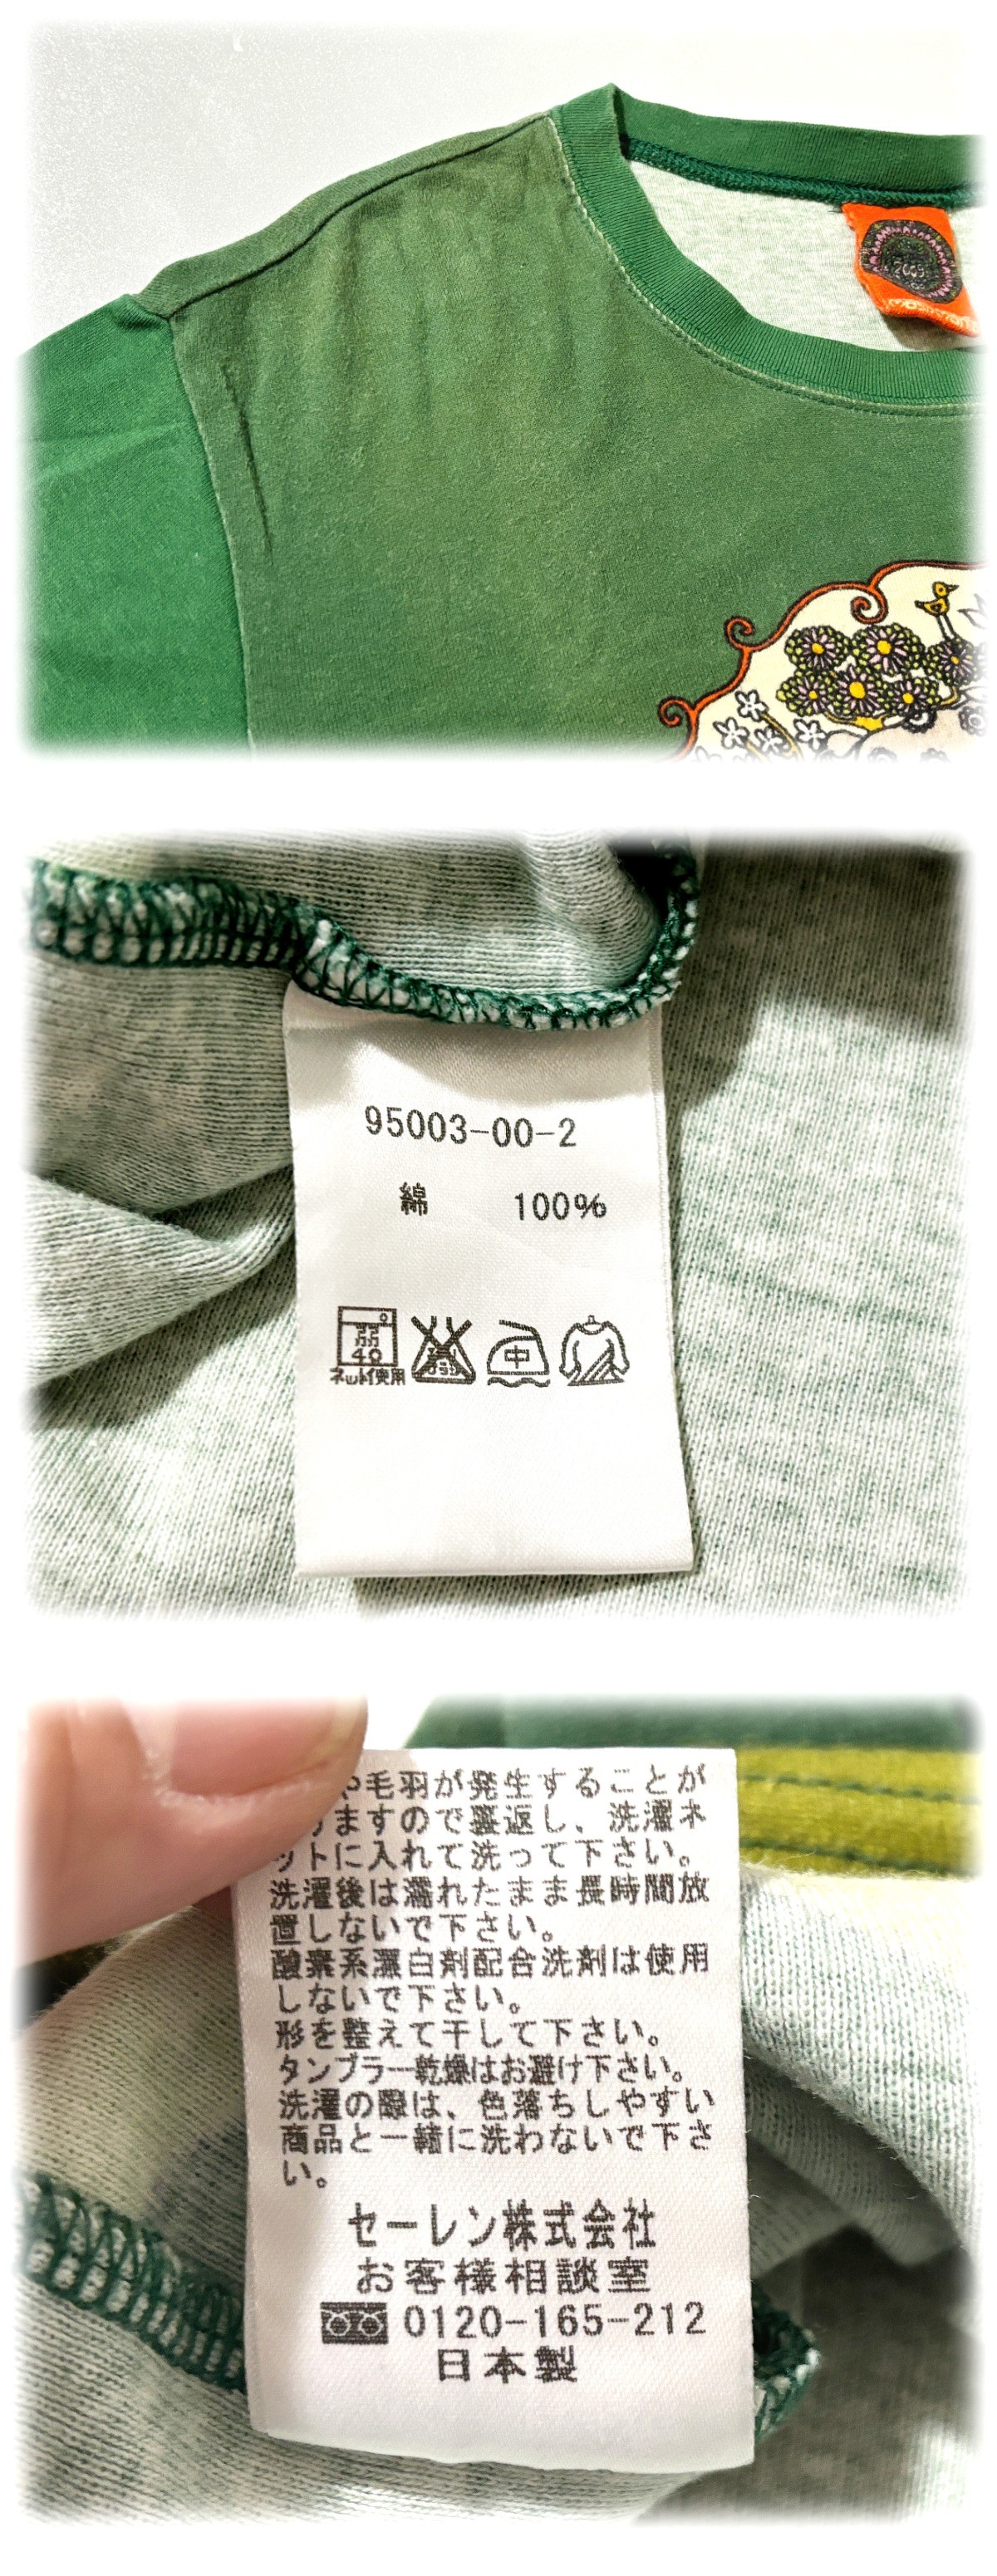 2009
95003-00-2
綿 100%
弱
40
ネット使用
エンソサラシ
中
や毛羽が発生することが
ますので裏返し、洗濯ネ
ットに入れて洗って下さい。
洗濯後は濡れたまま長時間放
置しないで下さい。
酸素系漂白剤配合洗剤は使用
しないで下さい。
形を整えて干して下さい。
タンブラー乾燥はお避け下さい。
洗濯の際は、色落ちしやすい
商品と一緒に洗わないで下さ
い。
セーレン株式会社
お客様相談室
0120-165-212
日本製